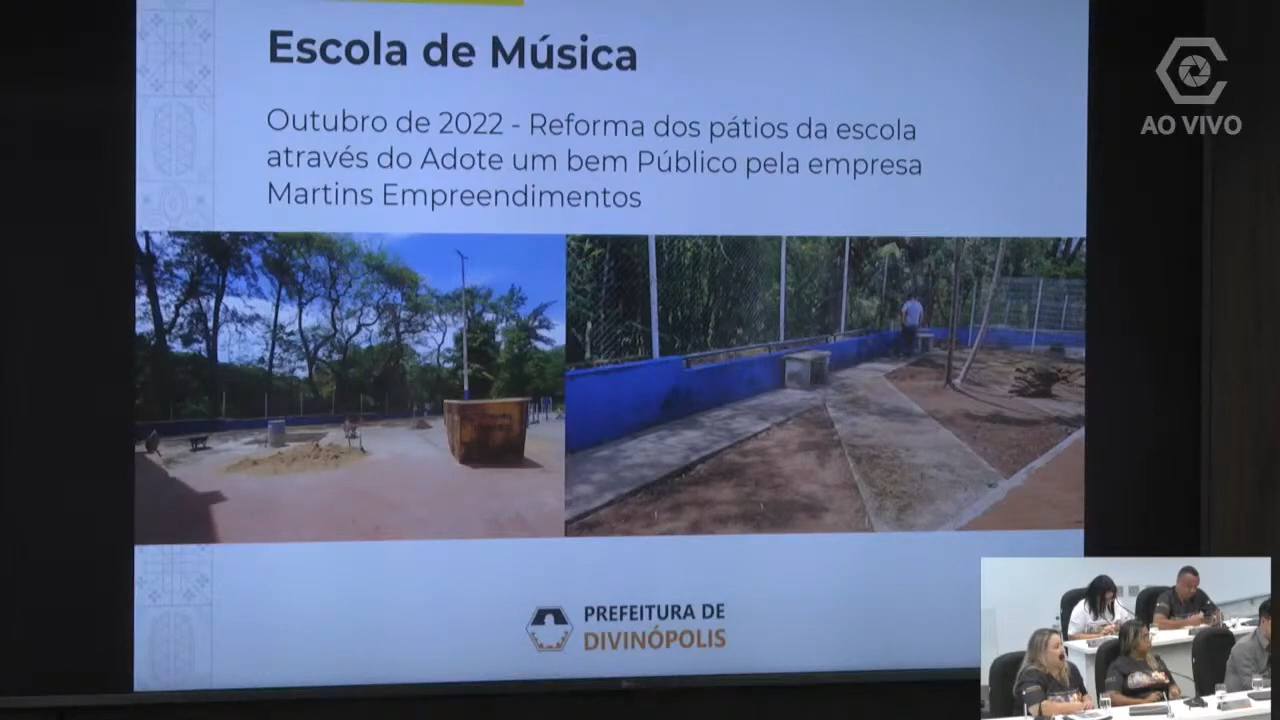 Escola de Música
AO VIVO
Outubro de 2022 - Reforma dos pátios da escola
através do Adote um bem Público pela empresa
Martins Empreendimentos
PREFEITURA DE
DIVINÓPOLIS